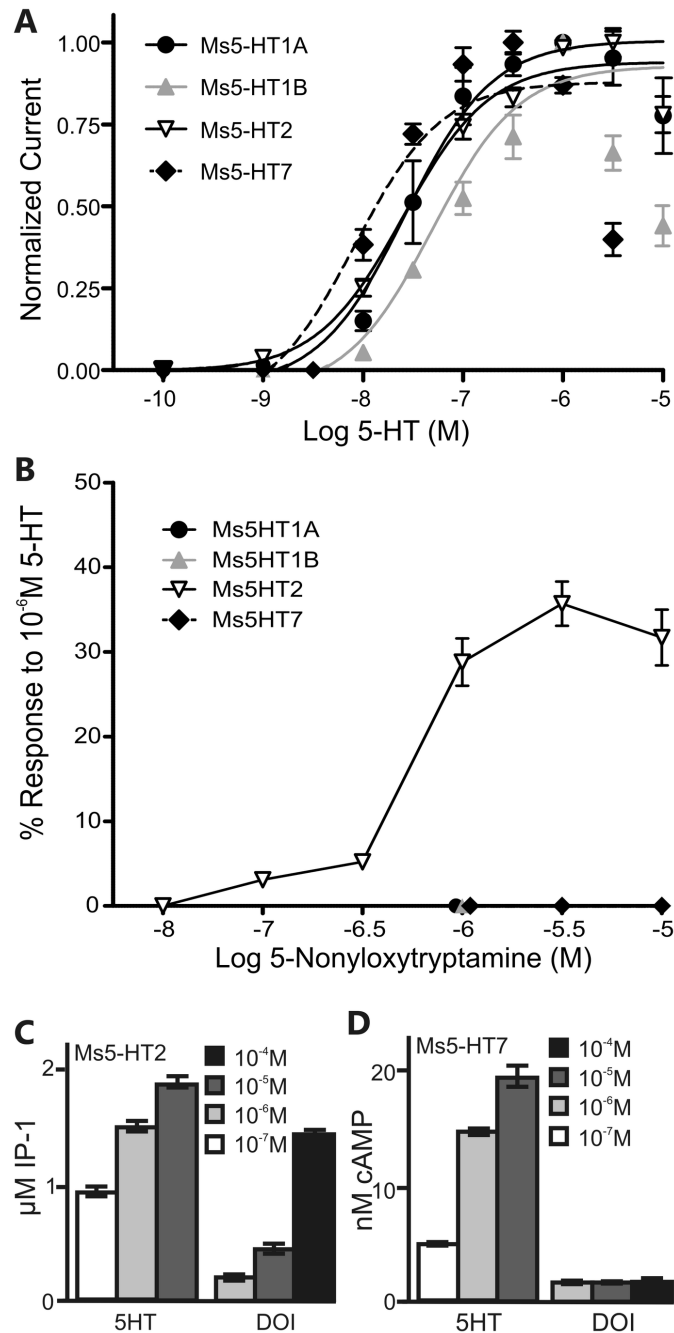 A
Normalized Current
1.00
0.75
0.50
0.25
0.00
Ms5-HT1A
Ms5-HT1B
Ms5-HT2
Ms5-HT7
-10 -9 -8 -7 -6 -5
Log 5-HT (M)
B
% Response to 10⁻⁶M 5-HT
50
40
30
20
10
0
Ms5HT1A
Ms5HT1B
Ms5HT2
Ms5HT7
-8 -7 -6.5 -6 -5.5 -5
Log 5-Nonyloxytryptamine (M)
C
Ms5-HT2
µM IP-1
2
1
0
10⁻⁴M
10⁻⁵M
10⁻⁶M
10⁻⁷M
5HT DOI
D
Ms5-HT7
nM cAMP
20
10
0
10⁻⁴M
10⁻⁵M
10⁻⁶M
10⁻⁷M
5HT DOI